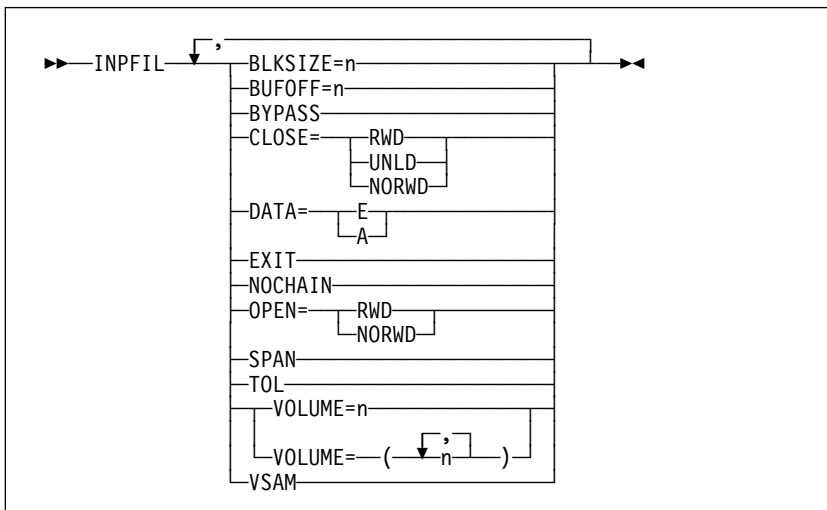 ,
INPFIL BLKSIZE=n
BUFOFF=n
BYPASS
CLOSE= RWD
UNLD
NORWD
DATA= E
A
EXIT
NOCHAIN
OPEN= RWD
NORWD
SPAN
TOL
VOLUME=n
,
VOLUME= ( n )
VSAM